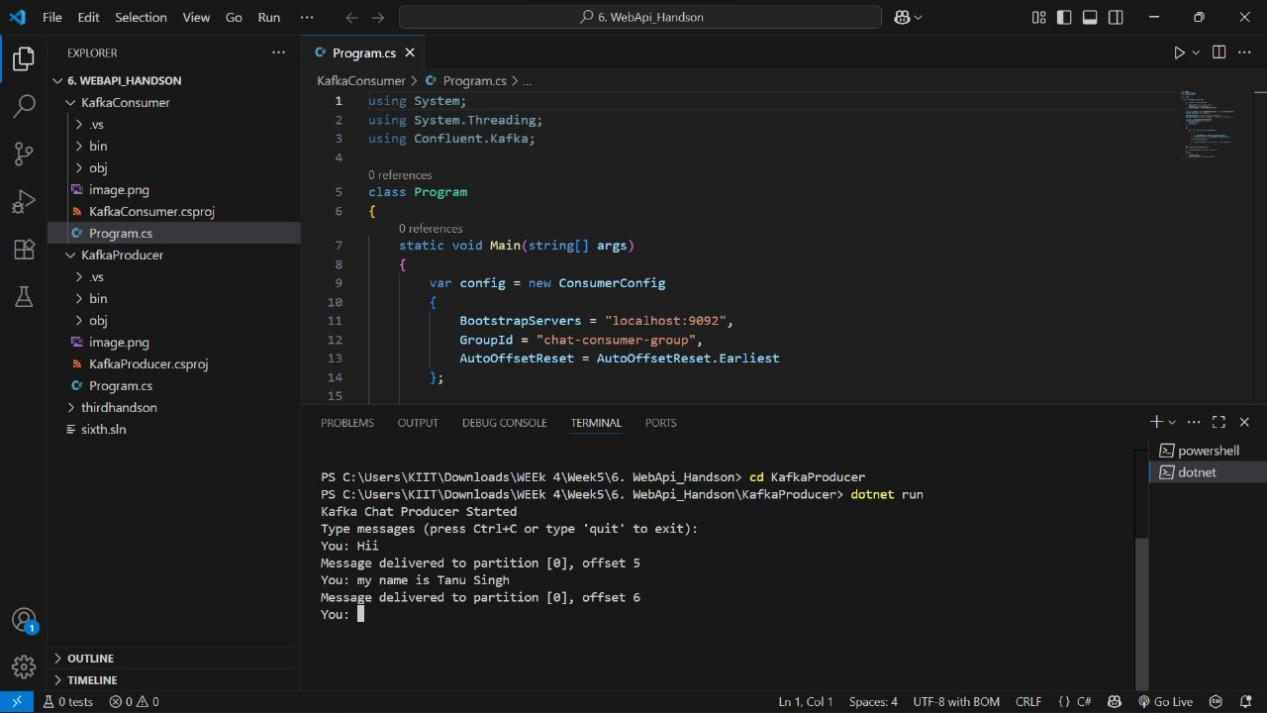 File Edit Selection View Go Run ··· 6. WebApi_Handson
EXPLORER ···
6. WEBAPI_HANDSON
KafkaConsumer
.vs
bin
obj
image.png
KafkaConsumer.csproj
Program.cs
KafkaProducer
.vs
bin
obj
image.png
KafkaProducer.csproj
Program.cs
thirdhandson
sixth.sln
OUTLINE
TIMELINE
Program.cs
KafkaConsumer > Program.cs > ...
1 using System;
2 using System.Threading;
3 using Confluent.Kafka;
4
0 references
5 class Program
6 {
0 references
7 static void Main(string[] args)
8 {
9 var config = new ConsumerConfig
10 {
11 BootstrapServers = "localhost:9092",
12 GroupId = "chat-consumer-group",
13 AutoOffsetReset = AutoOffsetReset.Earliest
14 };
15
PROBLEMS OUTPUT DEBUG CONSOLE TERMINAL PORTS
PS C:\Users\KIIT\Downloads\WEEk 4\Week5\6. WebApi_Handson> cd KafkaProducer
PS C:\Users\KIIT\Downloads\WEEk 4\Week5\6. WebApi_Handson\KafkaProducer> dotnet run
Kafka Chat Producer Started
Type messages (press Ctrl+C or type 'quit' to exit):
You: Hii
Message delivered to partition [0], offset 5
You: my name is Tanu Singh
Message delivered to partition [0], offset 6
You:
powershell
dotnet
1
0 tests 0 0 Ln 1, Col 1 Spaces: 4 UTF-8 with BOM CRLF {} C# Go Live